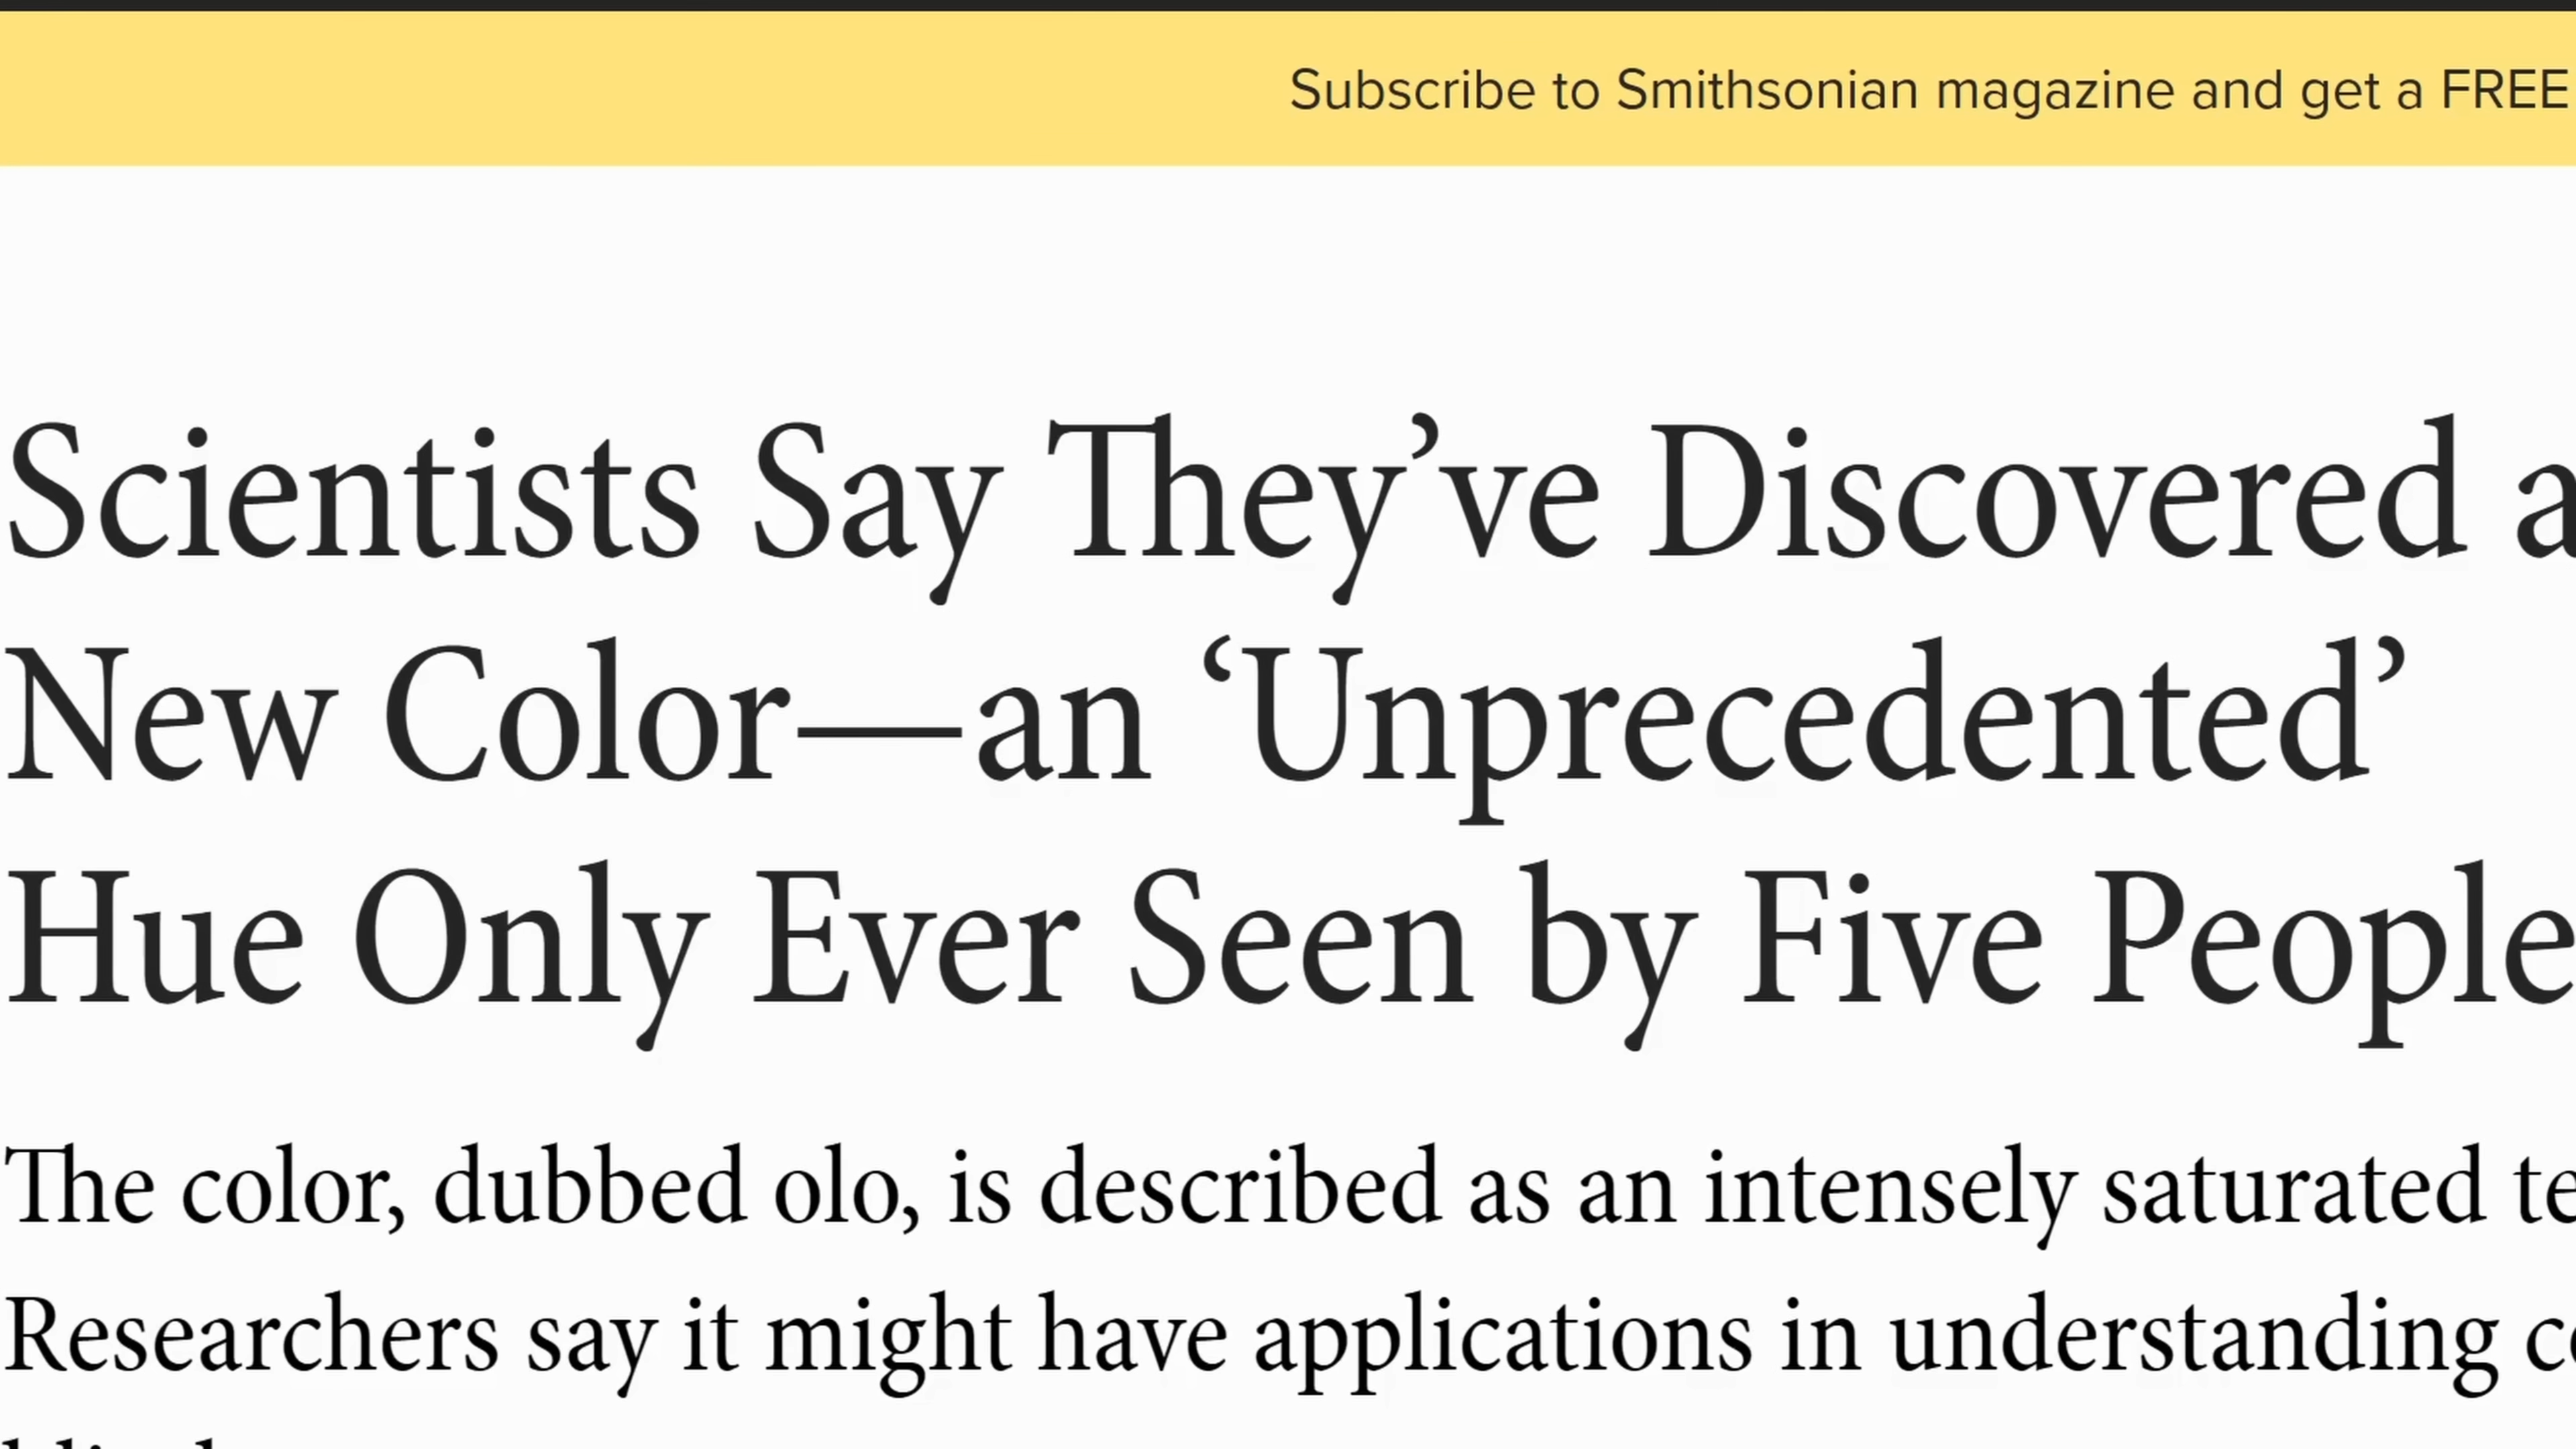 Subscribe to Smithsonian magazine and get a FREE
Scientists Say They’ve Discovered a
New Color—an ‘Unprecedented’
Hue Only Ever Seen by Five People
The color, dubbed olo, is described as an intensely saturated
Researchers say it might have applications in understanding